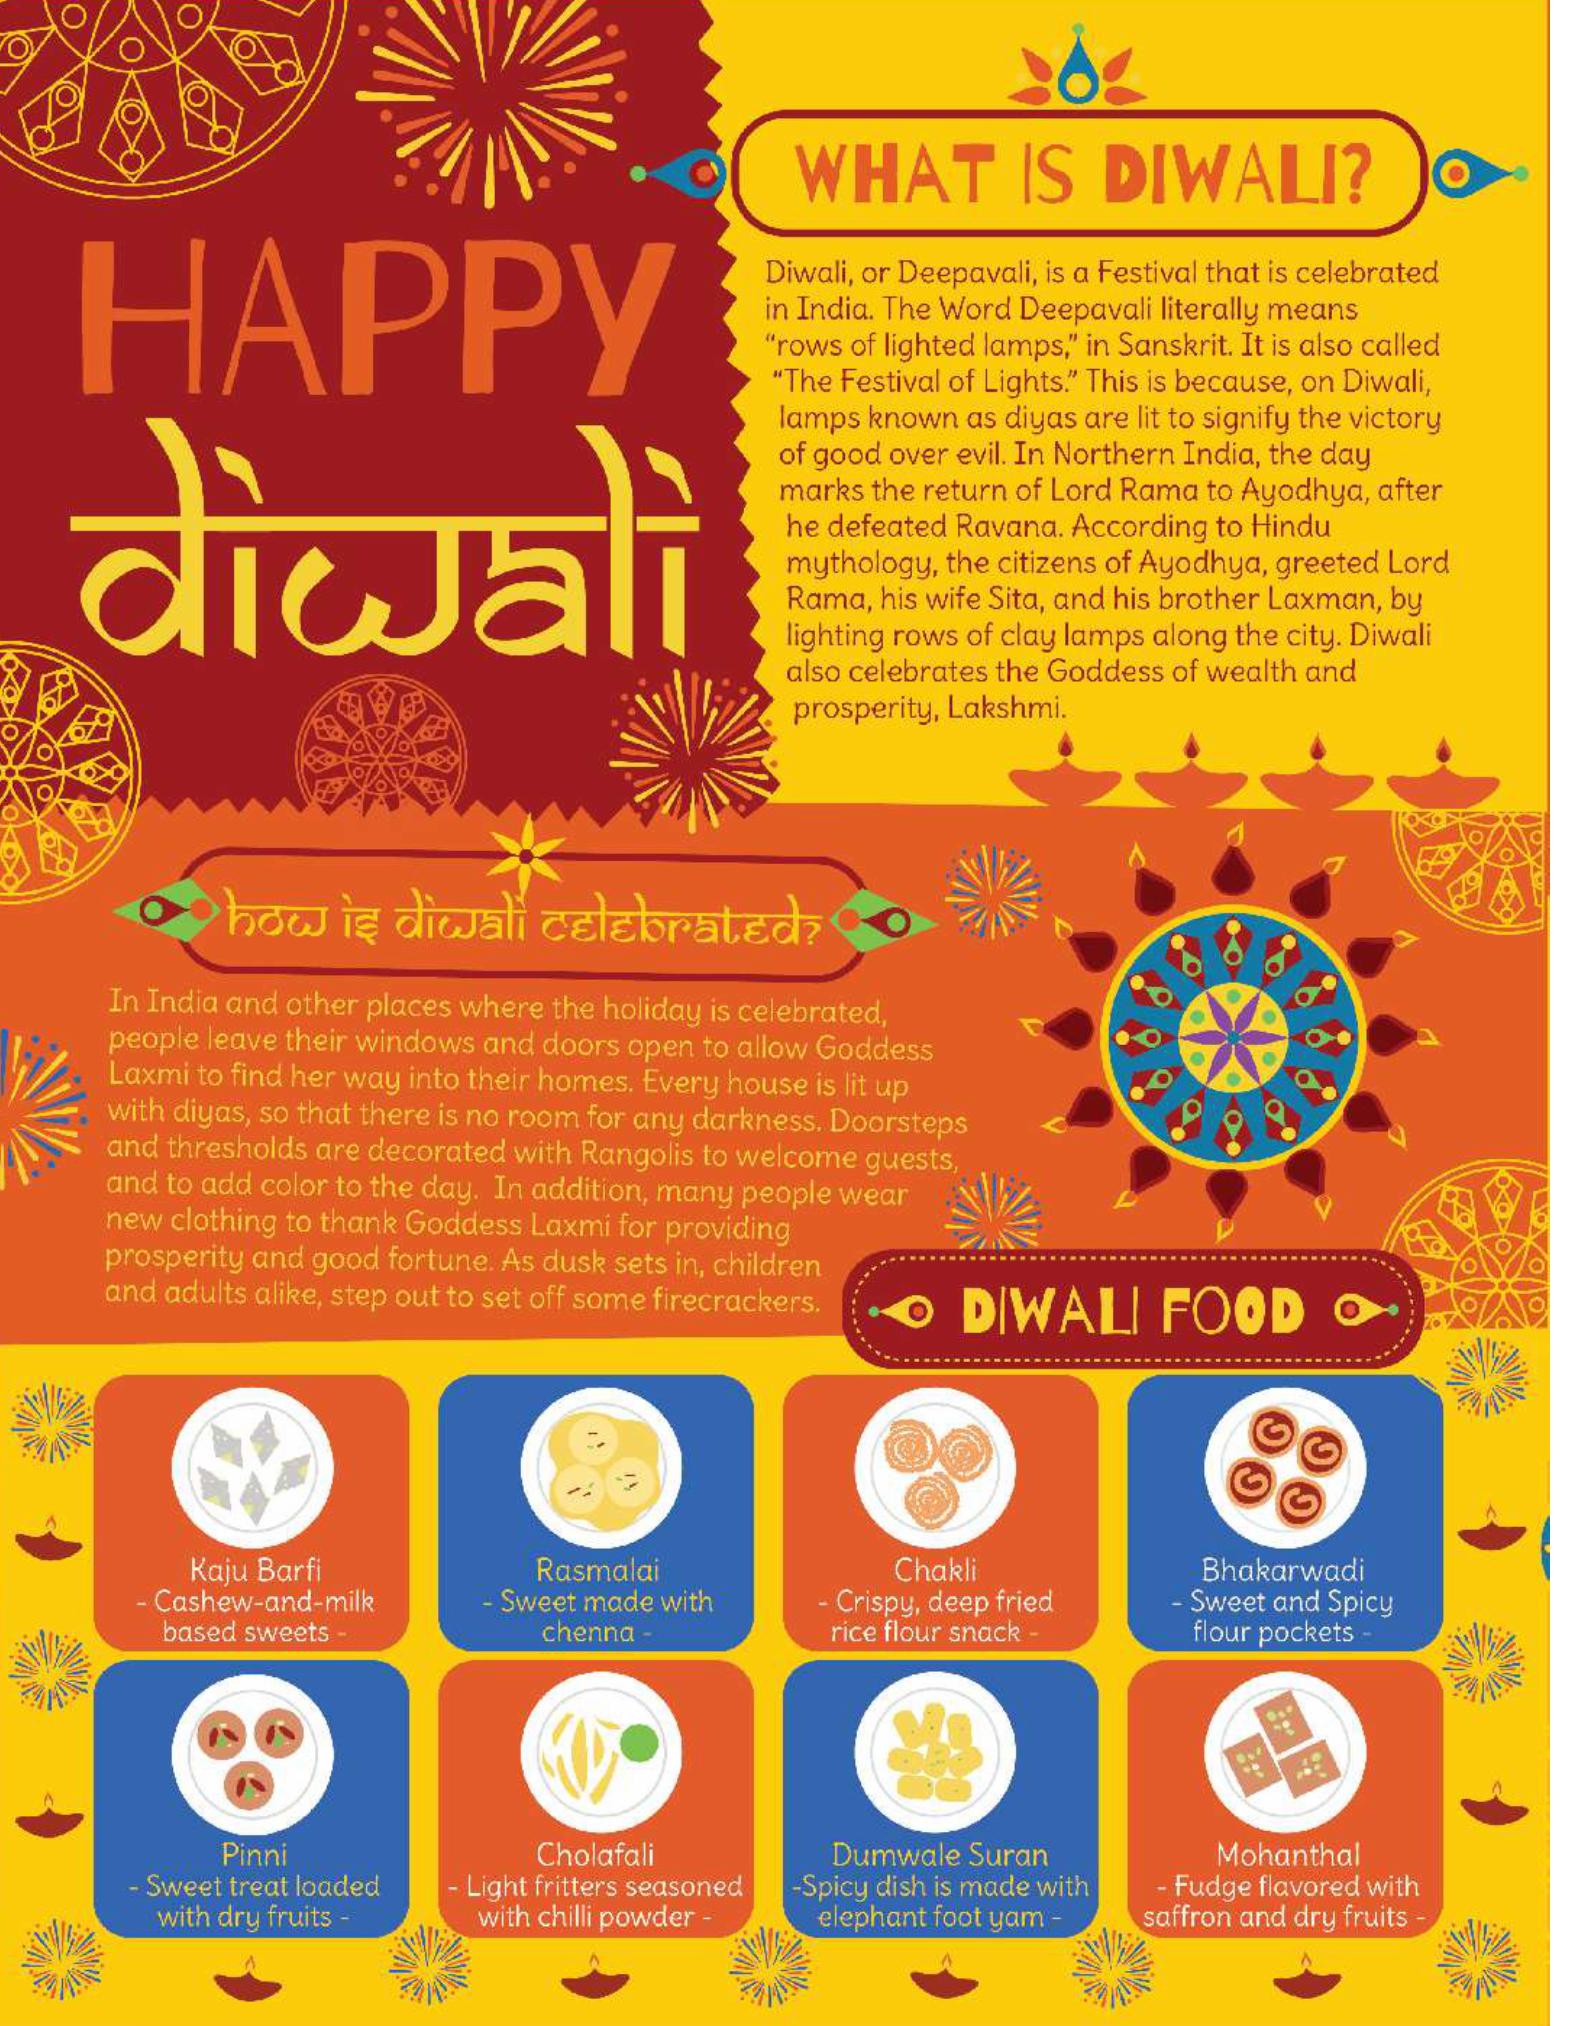 HAPPY
diwali
WHAT IS DIWALI?
Diwali, or Deepavali, is a Festival that is celebrated
in India. The Word Deepavali literally means
“rows of lighted lamps,” in Sanskrit. It is also called
“The Festival of Lights.” This is because, on Diwali,
lamps known as diyas are lit to signify the victory
of good over evil. In Northern India, the day
marks the return of Lord Rama to Ayodhya, after
he defeated Ravana. According to Hindu
mythology, the citizens of Ayodhya, greeted Lord
Rama, his wife Sita, and his brother Laxman, by
lighting rows of clay lamps along the city. Diwali
also celebrates the Goddess of wealth and
prosperity, Lakshmi.
how is diwali celebrated?
In India and other places where the holiday is celebrated,
people leave their windows and doors open to allow Goddess
Laxmi to find her way into their homes. Every house is lit up
with diyas, so that there is no room for any darkness. Doorsteps
and thresholds are decorated with Rangolis to welcome guests,
and to add color to the day. In addition, many people wear
new clothing to thank Goddess Laxmi for providing
prosperity and good fortune. As dusk sets in, children
and adults alike, step out to set off some firecrackers.
DIWALI FOOD
Kaju Barfi
- Cashew-and-milk
based sweets -
Rasmalai
- Sweet made with
chenna -
Chakli
- Crispy, deep fried
rice flour snack -
Bhakarwadi
- Sweet and Spicy
flour pockets -
Pinni
- Sweet treat loaded
with dry fruits -
Cholafali
- Light fritters seasoned
with chilli powder -
Dumwale Suran
-Spicy dish is made with
elephant foot yam -
Mohanthal
- Fudge flavored with
saffron and dry fruits -